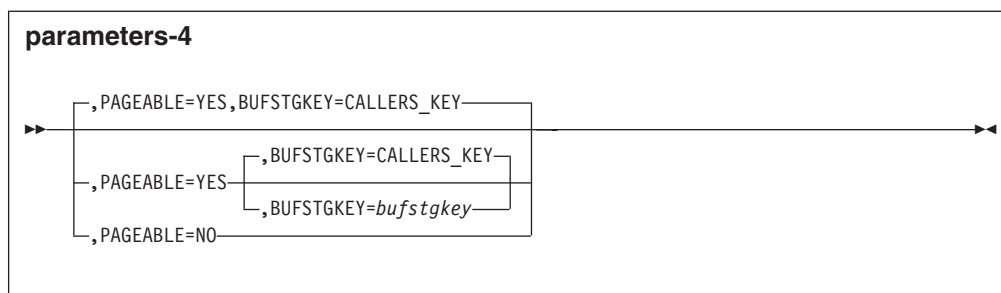 parameters-4
,PAGEABLE=YES,BUFSTGKEY=CALLERS_KEY
,BUFSTGKEY=CALLERS_KEY
,PAGEABLE=YES
,BUFSTGKEY=bufstgkey
,PAGEABLE=NO